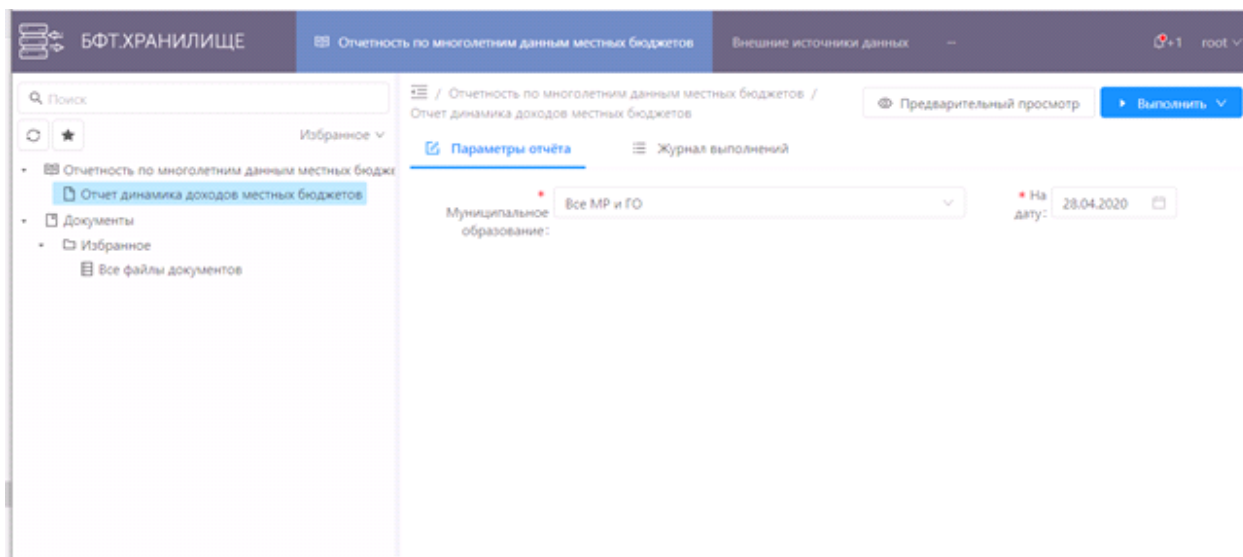 БФТ.ХРАНИЛИЩЕ
Отчетность по многолетним данным местных бюджетов
Внешние источники данных
+1
root
Поиск
Избранное
Отчетность по многолетним данным местных бюдже
Отчет динамика доходов местных бюджетов
Документы
Избранное
Все файлы документов
/ Отчетность по многолетним данным местных бюджетов /
Отчет динамика доходов местных бюджетов
Предварительный просмотр
Выполнить
Параметры отчёта
Журнал выполнений
*
Муниципальное
образование:
Все МР и ГО
* На
дату:
28.04.2020